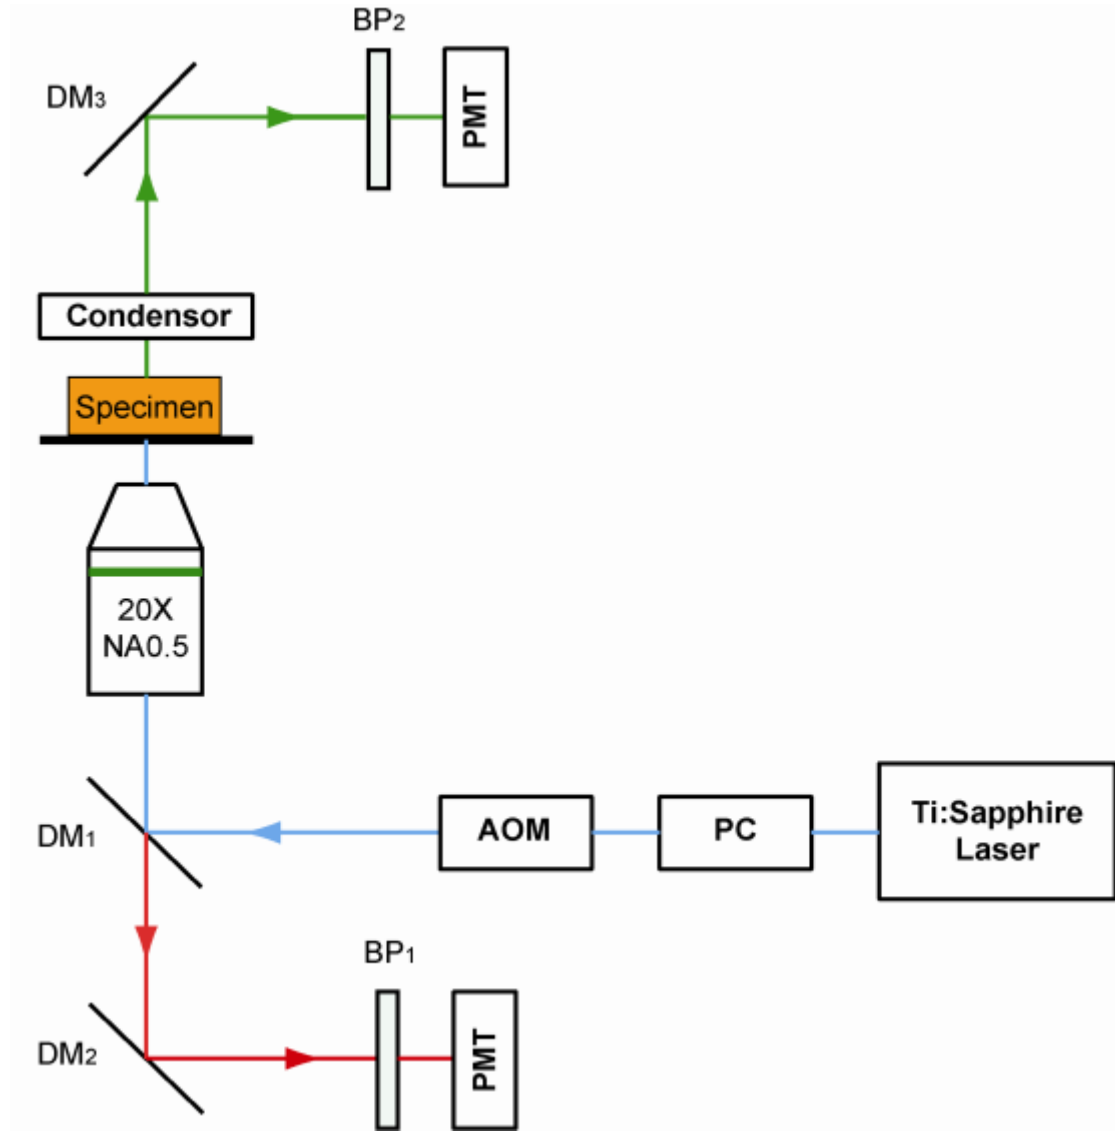 BP2
DM3
PMT
Condensor
Specimen
20X
NA0.5
DM1
AOM
PC
Ti:Sapphire
Laser
BP1
DM2
PMT